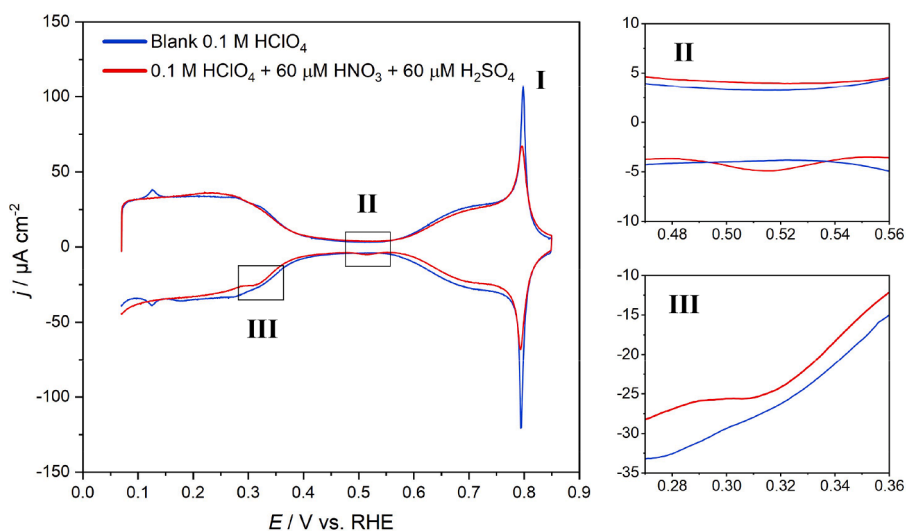 150
100
50
0
-50
-100
-150
j / µA cm⁻²
Blank 0.1 M HClO₄
0.1 M HClO₄ + 60 µM HNO₃ + 60 µM H₂SO₄
I
II
III
0.0 0.1 0.2 0.3 0.4 0.5 0.6 0.7 0.8 0.9
E / V vs. RHE
II
10
5
0
-5
-10
0.48 0.50 0.52 0.54 0.56
III
-10
-15
-20
-25
-30
-35
0.28 0.30 0.32 0.34 0.36